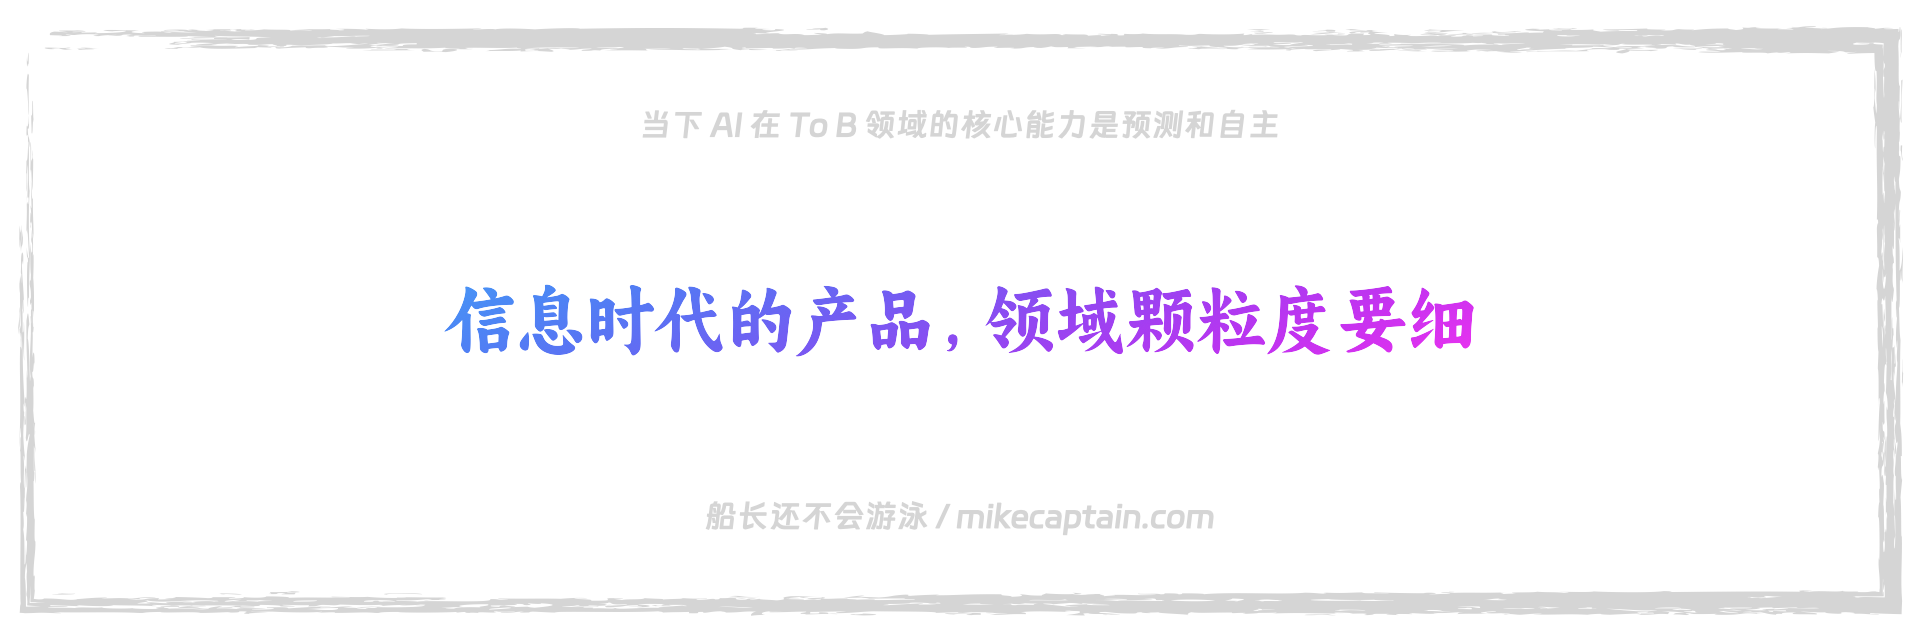 当下 AI 在 To B 领域的核心能力是预测和自主
信息时代的产品，领域颗粒度要细
船长还不会游泳 / mikecaptain.com